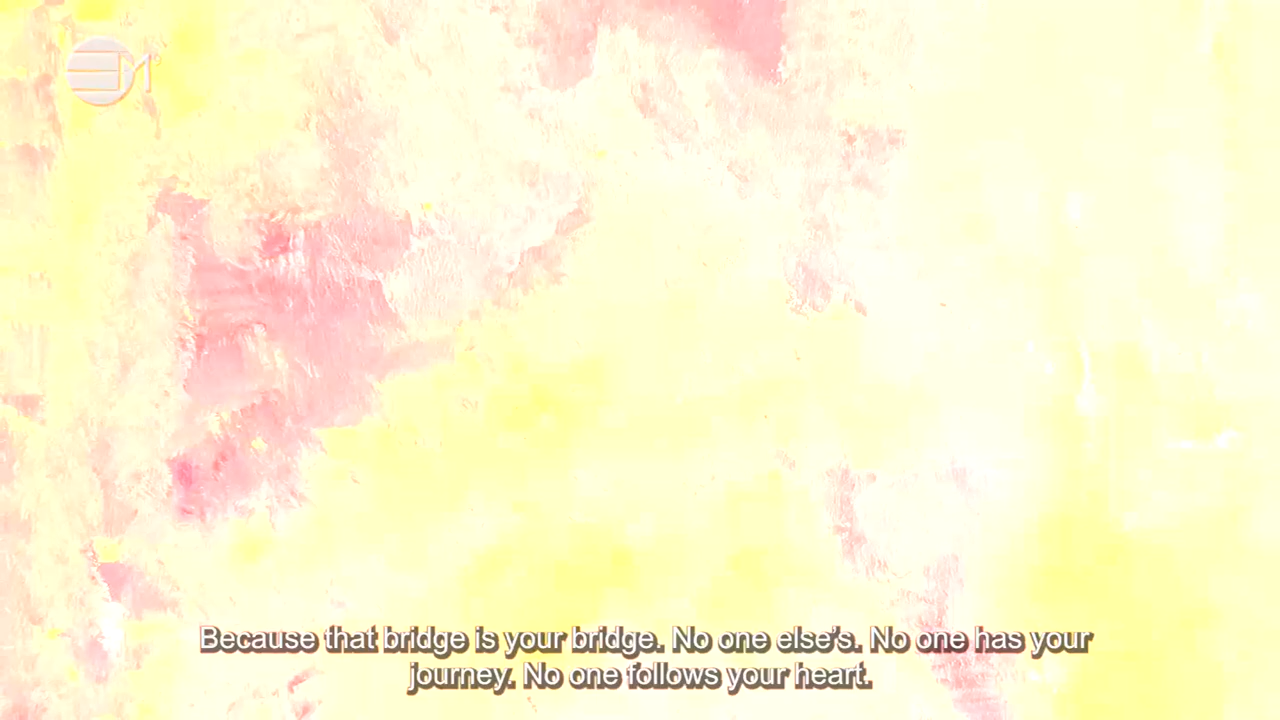 EM°
Because that bridge is your bridge. No one else's. No one has your
journey. No one follows your heart.